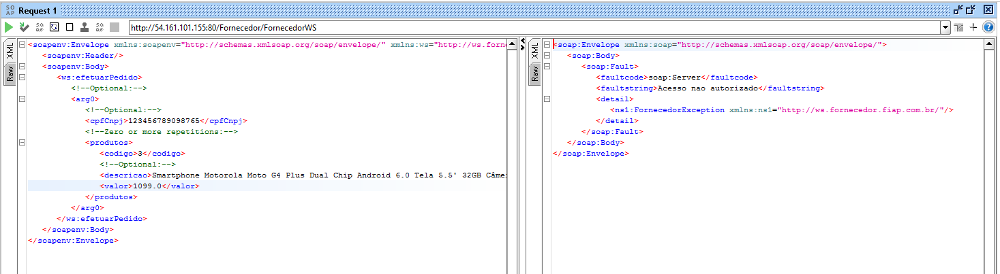 SO AP Request 1
http://54.161.101.155:80/Fornecedor/FornecedorWS
XML
Raw
<soapenv:Envelope xmlns:soapenv="http://schemas.xmlsoap.org/soap/envelope/" xmlns:ws="http://ws.forne
<soapenv:Header/>
<soapenv:Body>
<ws:efetuarPedido>
<!--Optional:-->
<arg0>
<!--Optional:-->
<cpfCnpj>123456789098765</cpfCnpj>
<!--Zero or more repetitions:-->
<produtos>
<codigo>3</codigo>
<!--Optional:-->
<descricao>Smartphone Motorola Moto G4 Plus Dual Chip Android 6.0 Tela 5.5' 32GB Câmer
<valor>1099.0</valor>
</produtos>
</arg0>
</ws:efetuarPedido>
</soapenv:Body>
</soapenv:Envelope>
XML
Raw
<soap:Envelope xmlns:soap="http://schemas.xmlsoap.org/soap/envelope/">
<soap:Body>
<soap:Fault>
<faultcode>soap:Server</faultcode>
<faultstring>Acesso nao autorizado</faultstring>
<detail>
<ns1:FornecedorException xmlns:ns1="http://ws.fornecedor.fiap.com.br/"/>
</detail>
</soap:Fault>
</soap:Body>
</soap:Envelope>